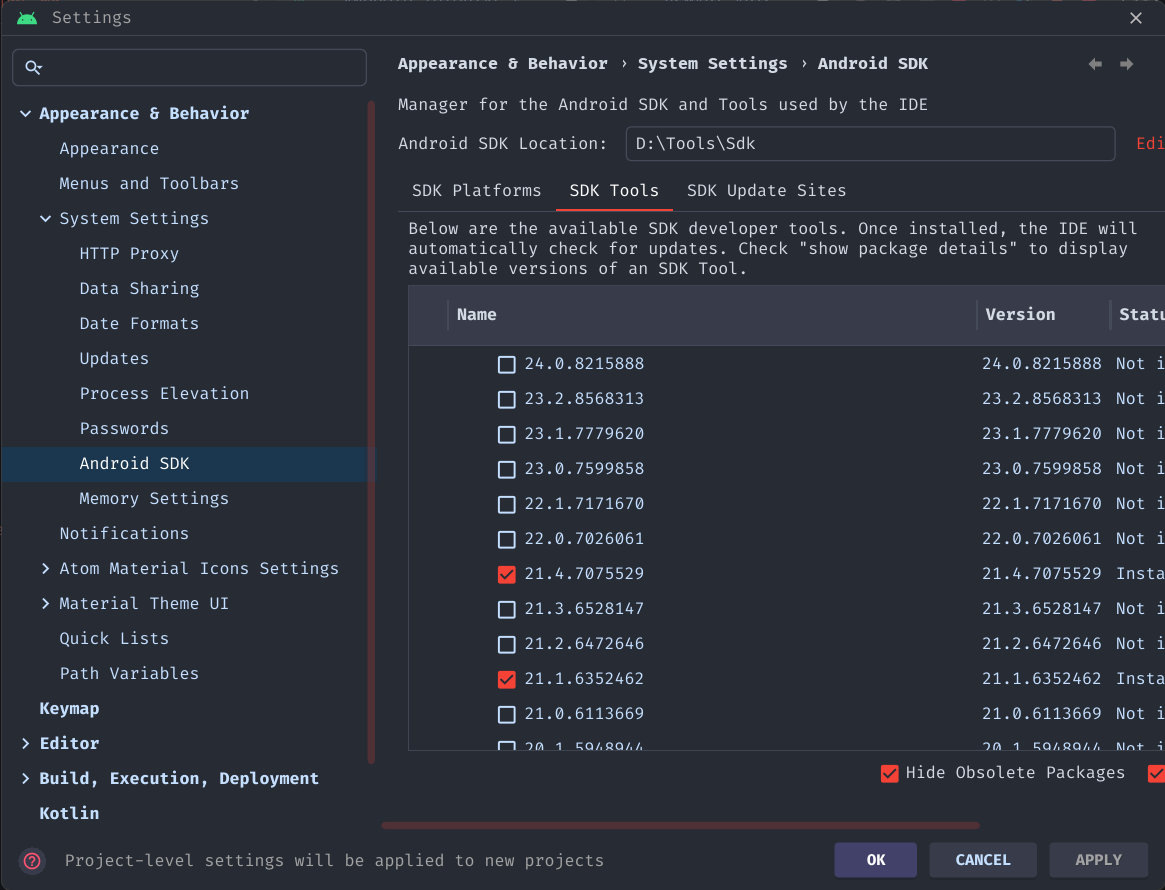 Settings
Appearance & Behavior
Appearance
Menus and Toolbars
System Settings
HTTP Proxy
Data Sharing
Date Formats
Updates
Process Elevation
Passwords
Android SDK
Memory Settings
Notifications
Atom Material Icons Settings
Material Theme UI
Quick Lists
Path Variables
Keymap
Editor
Build, Execution, Deployment
Kotlin
Appearance & Behavior › System Settings › Android SDK
Manager for the Android SDK and Tools used by the IDE
Android SDK Location: D:\Tools\Sdk Edi
SDK Platforms SDK Tools SDK Update Sites
Below are the available SDK developer tools. Once installed, the IDE will
automatically check for updates. Check "show package details" to display
available versions of an SDK Tool.
Name Version Statu
24.0.8215888 24.0.8215888 Not i
23.2.8568313 23.2.8568313 Not i
23.1.7779620 23.1.7779620 Not i
23.0.7599858 23.0.7599858 Not i
22.1.7171670 22.1.7171670 Not i
22.0.7026061 22.0.7026061 Not i
21.4.7075529 21.4.7075529 Insta
21.3.6528147 21.3.6528147 Not i
21.2.6472646 21.2.6472646 Not i
21.1.6352462 21.1.6352462 Insta
21.0.6113669 21.0.6113669 Not i
20.1.5948944 20.1.5948944 Not i
Hide Obsolete Packages
Project-level settings will be applied to new projects
OK CANCEL APPLY